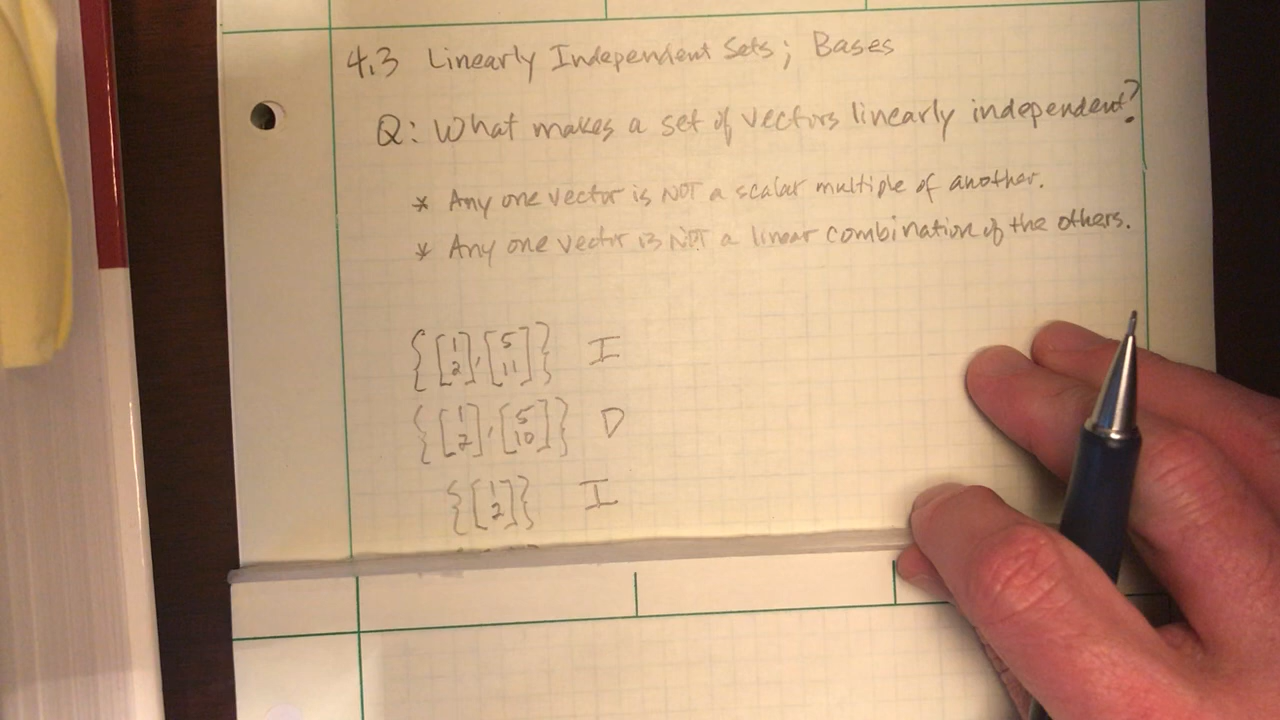 4.3 Linearly Independent Sets; Bases
Q: What makes a set of vectors linearly independent?
* Any one vector is NOT a scalar multiple of another.
* Any one vector is NOT a linear combination of the others.
{[1 2], [5 11]} I
{[1 2], [5 10]} D
{[1 2]} I